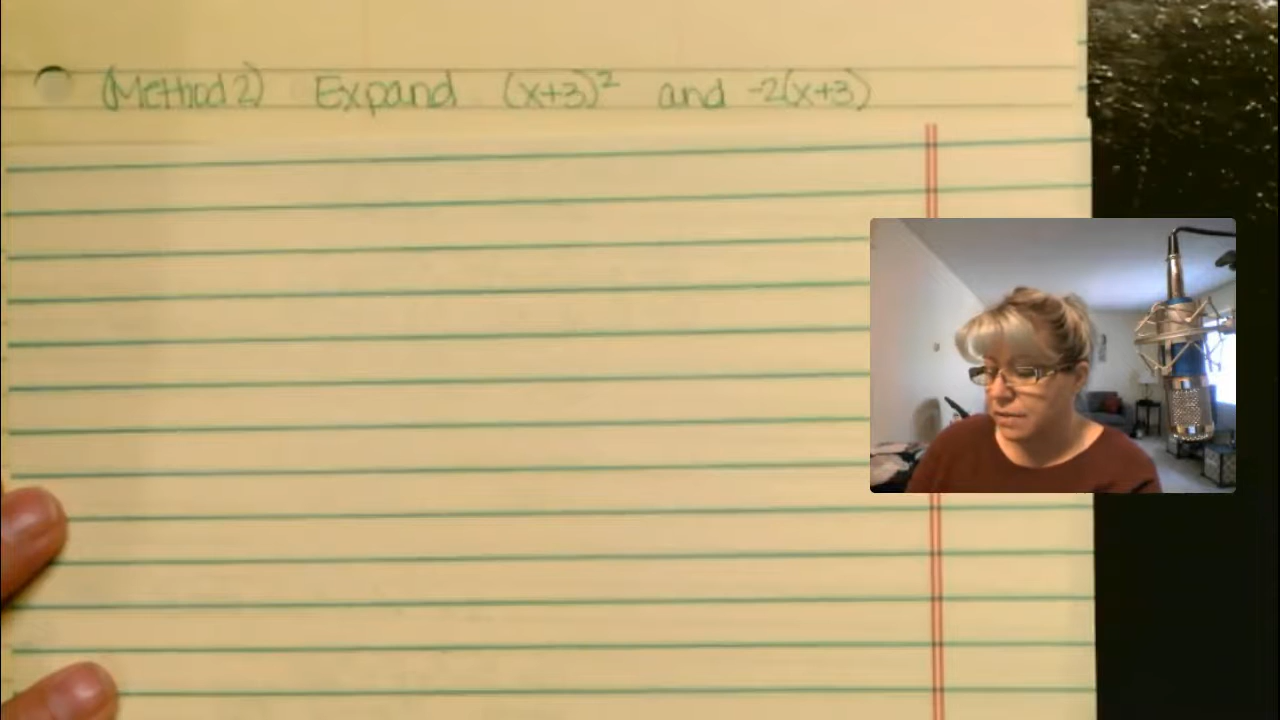 (Method 2) Expand (x+3)² and -2(x+3)